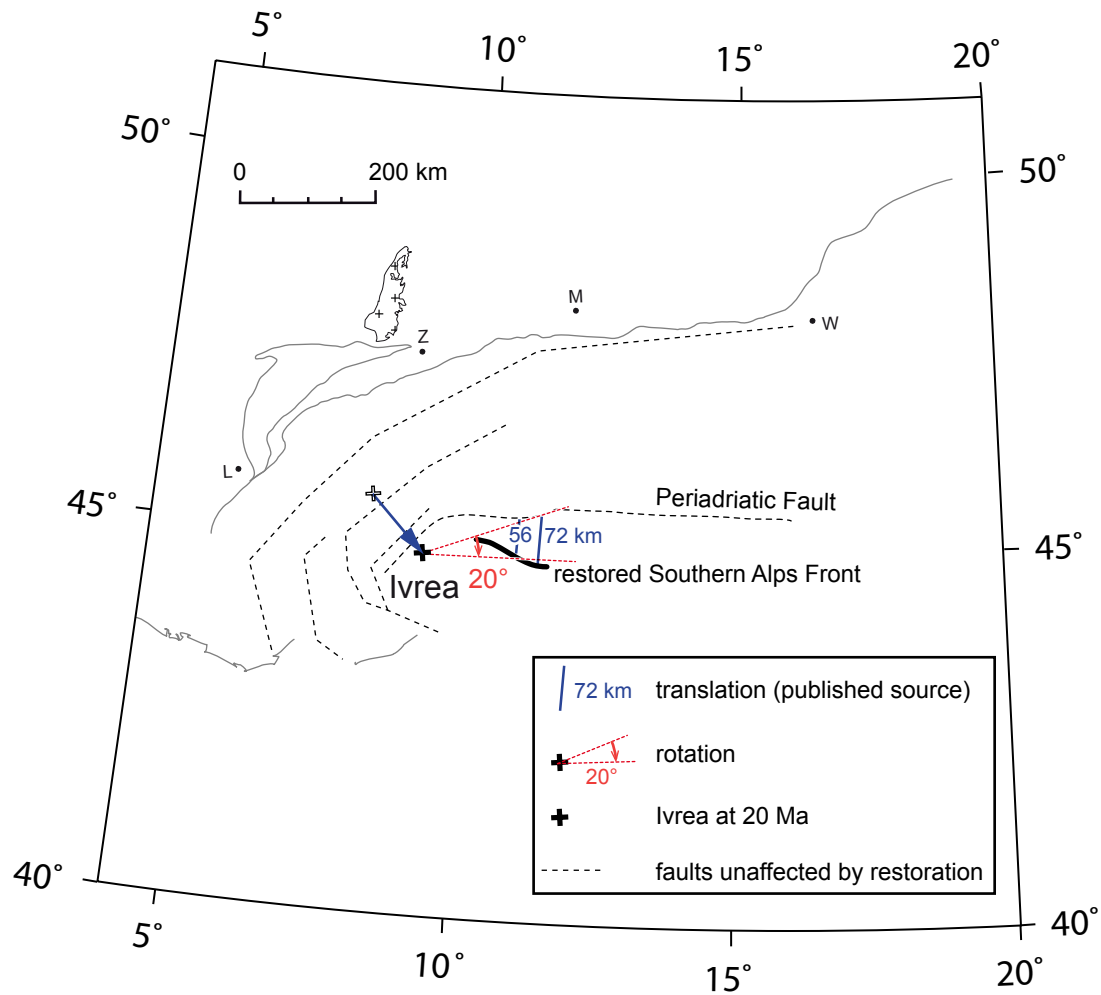 5°
10°
15°
20°
50°
50°
0 200 km
M
W
Z
L
45°
Periadriatic Fault
56 72 km
45°
Ivrea 20° restored Southern Alps Front
72 km translation (published source)
rotation
20°
Ivrea at 20 Ma
faults unaffected by restoration
40°
40°
5°
10°
15°
20°